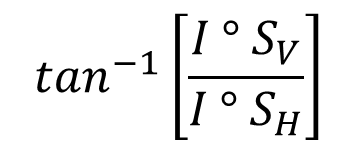 tan⁻¹ [I ° S_V / I ° S_H]